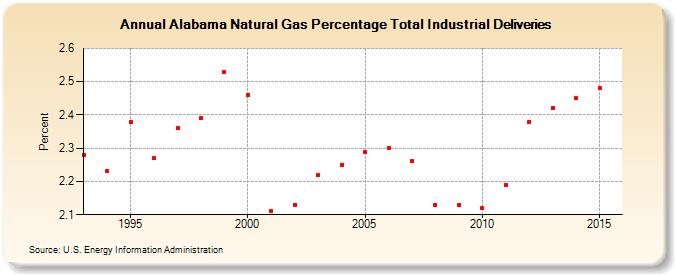 Annual Alabama Natural Gas Percentage Total Industrial Deliveries
Percent
2.6
2.5
2.4
2.3
2.2
2.1
1995 2000 2005 2010 2015
Source: U.S. Energy Information Administration